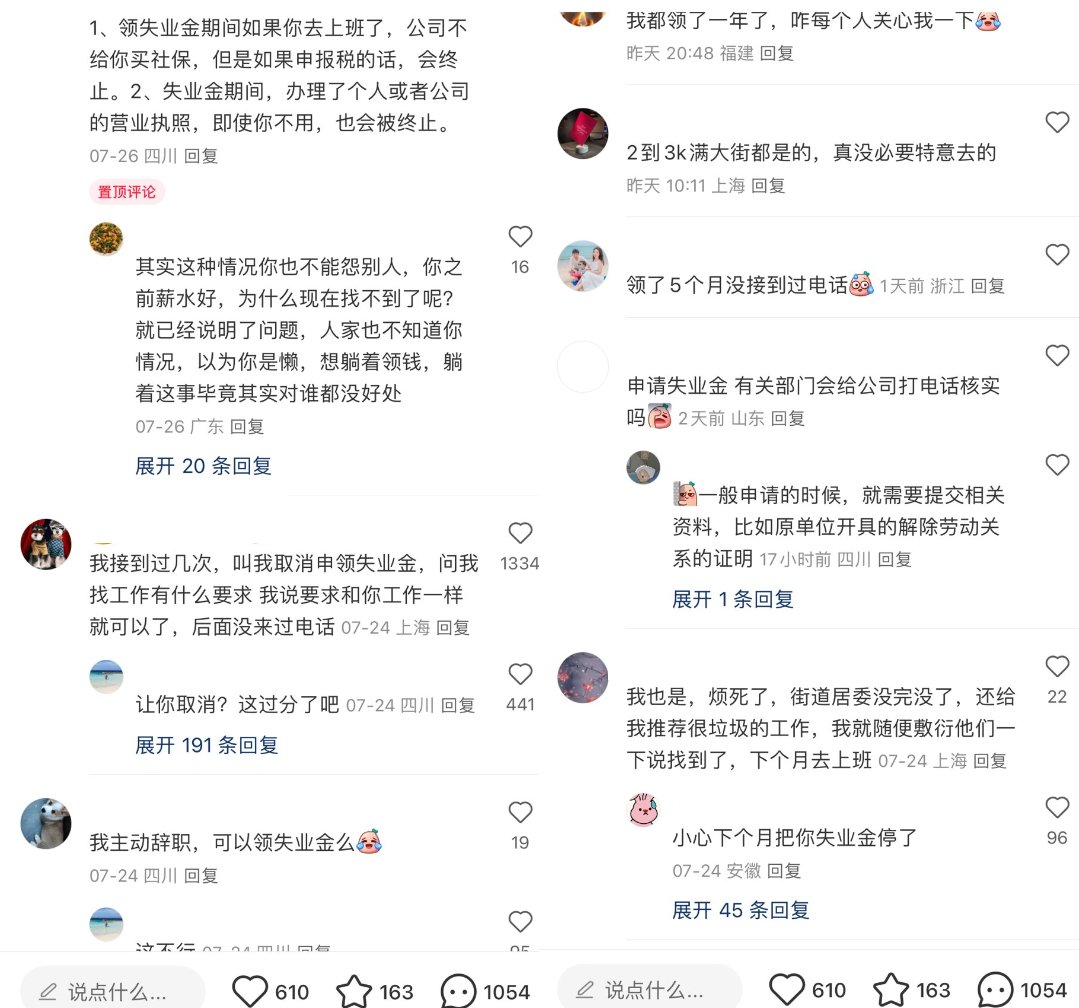 1、领失业金期间如果你去上班了，公司不
给你买社保，但是如果申报税的话，会终
止。2、失业金期间，办理了个人或者公司
的营业执照，即使你不用，也会被终止。
07-26 四川 回复
置顶评论
16
其实这种情况你也不能怨别人，你之
前薪水好，为什么现在找不到了呢？
就已经说明了问题，人家也不知道你
情况，以为你是懒，想躺着领钱，躺
着这事毕竟其实对谁都没好处
07-26 广东 回复
展开 20 条回复
我接到过几次，叫我取消申领失业金，问我
找工作有什么要求 我说要求和你工作一样
就可以了，后面没来过电话 07-24 上海 回复
1334
让你取消？这过分了吧 07-24 四川 回复
441
展开 191 条回复
我主动辞职，可以领失业金么
19
07-24 四川 回复
这不行 07-24 四川 回复
95
说点什么...
610
163
1054
我都领了一年了，咋每个人关心我一下
昨天 20:48 福建 回复
2到3k满大街都是的，真没必要特意去的
昨天 10:11 上海 回复
领了5个月没接到过电话 1天前 浙江 回复
申请失业金 有关部门会给公司打电话核实
吗 2天前 山东 回复
一般申请的时候，就需要提交相关
资料，比如原单位开具的解除劳动关
系的证明 17小时前 四川 回复
展开 1 条回复
我也是，烦死了，街道居委没完没了，还给
我推荐很垃圾的工作，我就随便敷衍他们一
下说找到了，下个月去上班 07-24 上海 回复
22
小心下个月把你失业金停了
96
07-24 安徽 回复
展开 45 条回复
说点什么...
610
163
1054